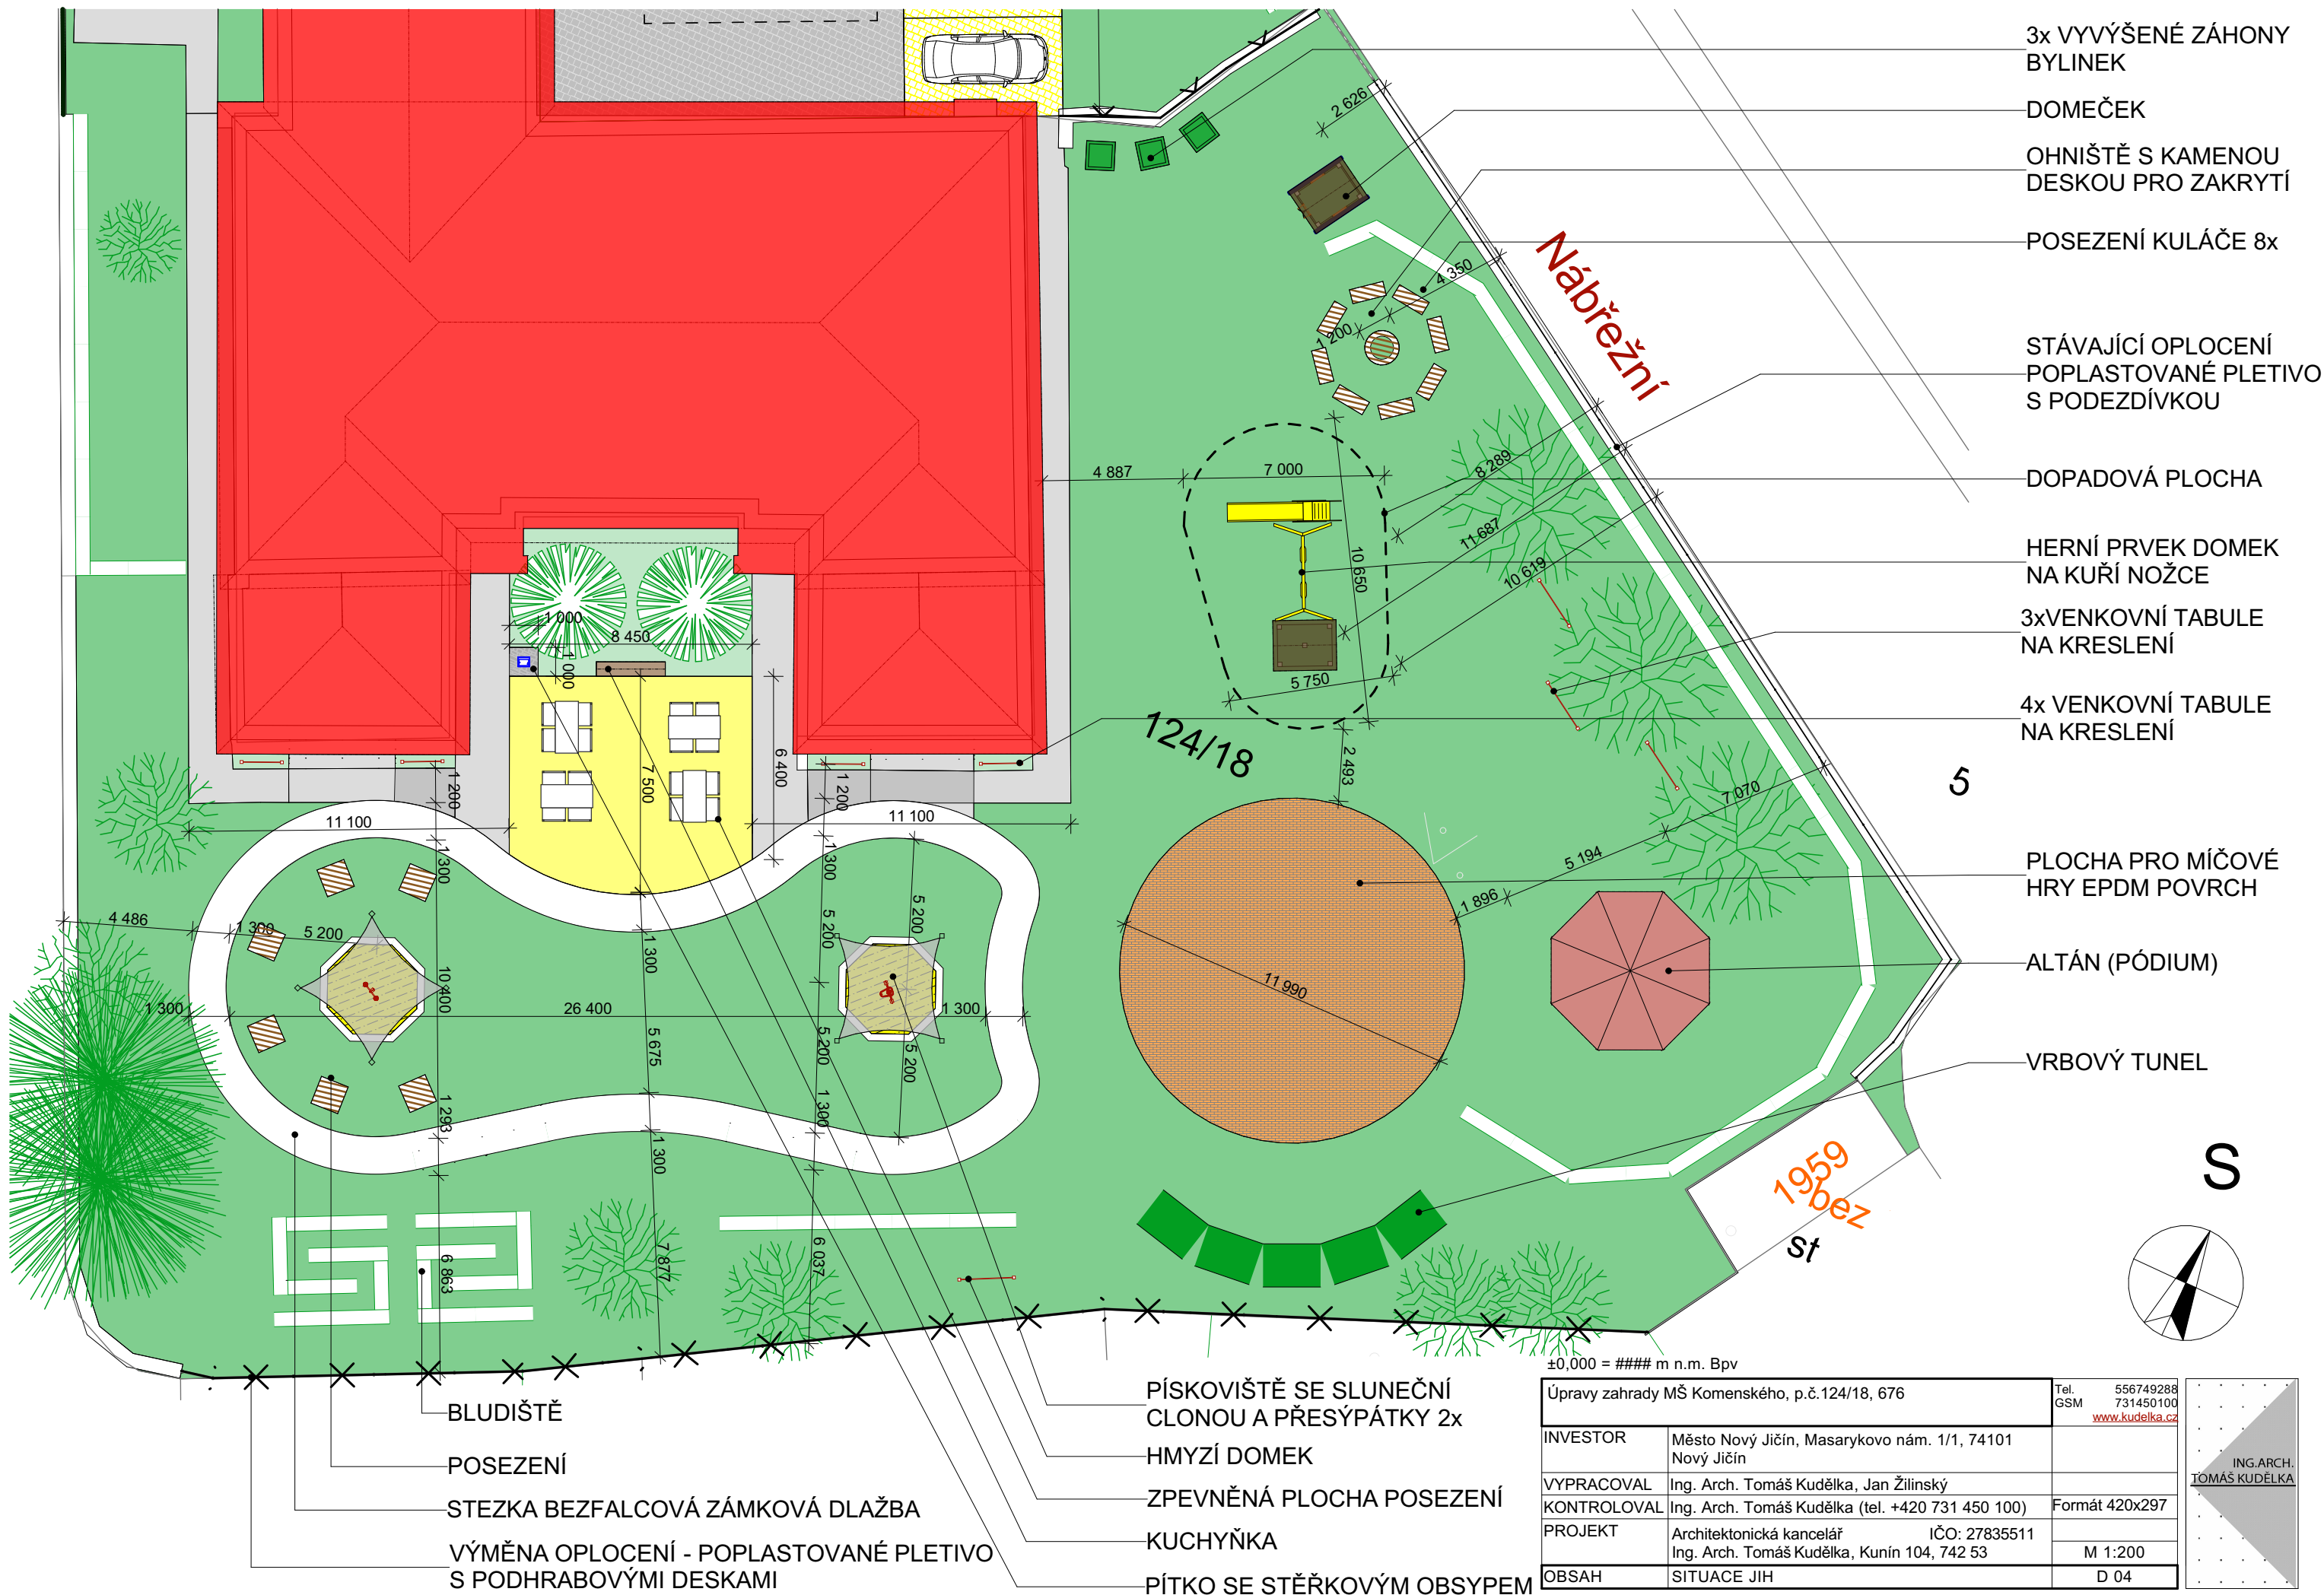 3x VYVÝŠENÉ ZÁHONY
BYLINEK
DOMEČEK
OHNIŠTĚ S KAMENOU
DESKOU PRO ZAKRYTÍ
POSEZENÍ KULÁČE 8x
STÁVAJÍCÍ OPLOCENÍ
POPLASTOVANÉ PLETIVO
S PODEZDÍVKOU
DOPADOVÁ PLOCHA
HERNÍ PRVEK DOMEK
NA KUŘÍ NOŽCE
3xVENKOVNÍ TABULE
NA KRESLENÍ
4x VENKOVNÍ TABULE
NA KRESLENÍ
PLOCHA PRO MÍČOVÉ
HRY EPDM POVRCH
ALTÁN (PÓDIUM)
VRBOVÝ TUNEL
S
2 626
Nábřežní
4 350
1 200
4 887
7 000
8 289
11 687
10 619
10 650
5 750
2 493
124/18
5
7 070
5 194
1 896
11 990
1 000
8 450
1 000
7 500
6 400
1 200
1 200
11 100
11 100
1 300
1 300
4 486
1 300
5 200
5 200
5 200
1 300
10 400
1 300
26 400
1 300
5 675
5 200
5 200
1 293
1 300
1 300
6 863
7 877
6 037
1959
bez
st
BLUDIŠTĚ
POSEZENÍ
STEZKA BEZFALCOVÁ ZÁMKOVÁ DLAŽBA
VÝMĚNA OPLOCENÍ - POPLASTOVANÉ PLETIVO
S PODHRABOVÝMI DESKAMI
PÍSKOVIŠTĚ SE SLUNEČNÍ
CLONOU A PŘESÝPÁTKY 2x
HMYZÍ DOMEK
ZPEVNĚNÁ PLOCHA POSEZENÍ
KUCHYŇKA
PÍTKO SE STĚŘKOVÝM OBSYPEM
±0,000 = #### m n.m. Bpv
Úpravy zahrady MŠ Komenského, p.č.124/18, 676
Tel. 556749288
GSM 731450100
www.kudelka.cz
INVESTOR Město Nový Jičín, Masarykovo nám. 1/1, 74101
Nový Jičín
VYPRACOVAL Ing. Arch. Tomáš Kudělka, Jan Žilinský
KONTROLOVAL Ing. Arch. Tomáš Kudělka (tel. +420 731 450 100) Formát 420x297
PROJEKT Architektonická kancelář IČO: 27835511
Ing. Arch. Tomáš Kudělka, Kunín 104, 742 53 M 1:200
OBSAH SITUACE JIH D 04
ING.ARCH.
TOMÁŠ KUDĚLKA